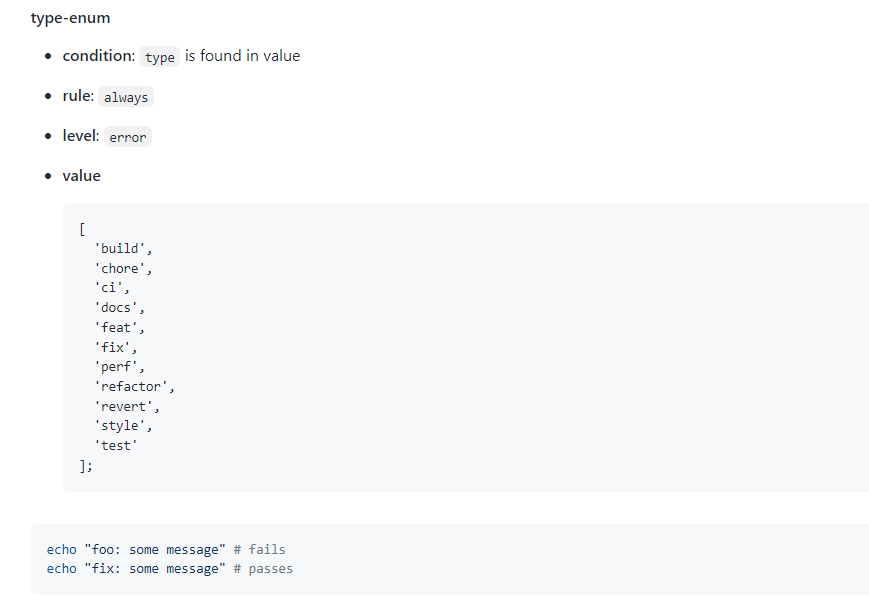 type-enum
condition: type is found in value
rule: always
level: error
value
[
'build',
'chore',
'ci',
'docs',
'feat',
'fix',
'perf',
'refactor',
'revert',
'style',
'test'
];
echo "foo: some message" # fails
echo "fix: some message" # passes